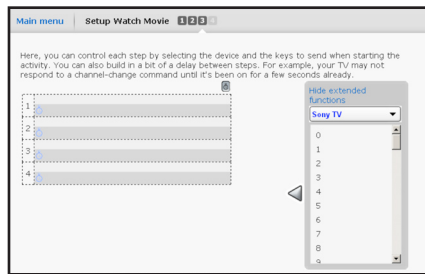 Main menu Setup Watch Movie 1 2 3 4
Here, you can control each step by selecting the device and the keys to send when starting the
activity. You can also build in a bit of a delay between steps. For example, your TV may not
respond to a channel-change command until it's been on for a few seconds already.
Hide extended
functions
Sony TV
1
2
3
4
0
1
2
3
4
5
6
7
8
9